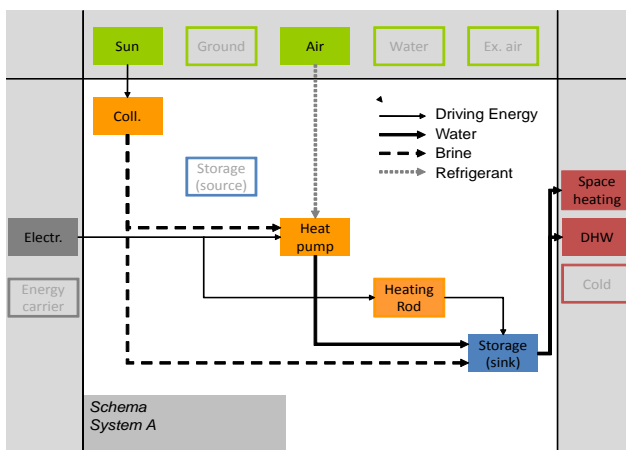 Sun
Ground
Air
Water
Ex. air
Coll.
Driving Energy
Water
Brine
Refrigerant
Storage
(source)
Space
heating
Electr.
Heat
pump
DHW
Energy
carrier
Heating
Rod
Cold
Storage
(sink)
Schema
System A